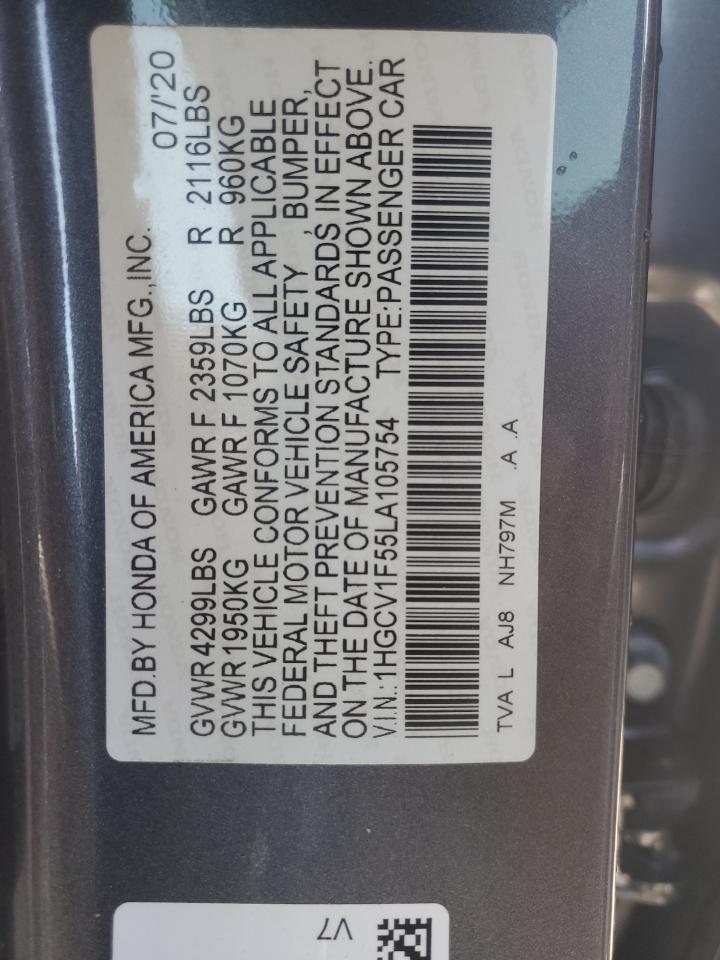 MFD.BY HONDA OF AMERICA MFG.,INC. 07/'20
GVWR 4299LBS GAWR F 2359LBS R 2116LBS
GVWR 1950KG GAWR F 1070KG R 960KG
THIS VEHICLE CONFORMS TO ALL APPLICABLE
FEDERAL MOTOR VEHICLE SAFETY , BUMPER,
AND THEFT PREVENTION STANDARDS IN EFFECT
ON THE DATE OF MANUFACTURE SHOWN ABOVE.
V.I.N.:1HGCV1F55LA105754 TYPE:PASSENGER CAR
TVA L AJ8 NH797M .A .A
V7